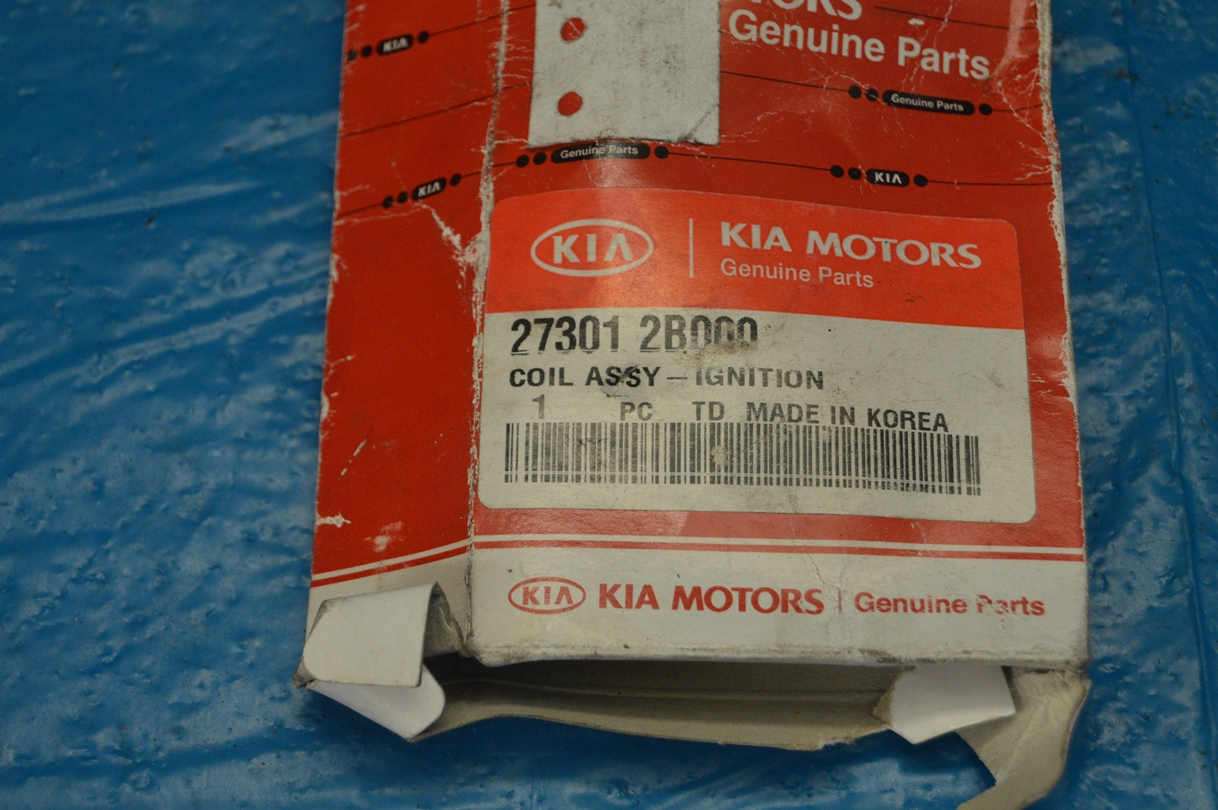 KIA
Genuine Parts
Genuine Parts
Genuine Parts
KIA
KIA
KIA KIA MOTORS
Genuine Parts
27301 2B000
COIL ASSY - IGNITION
1 PC TD MADE IN KOREA
KIA KIA MOTORS | Genuine Parts